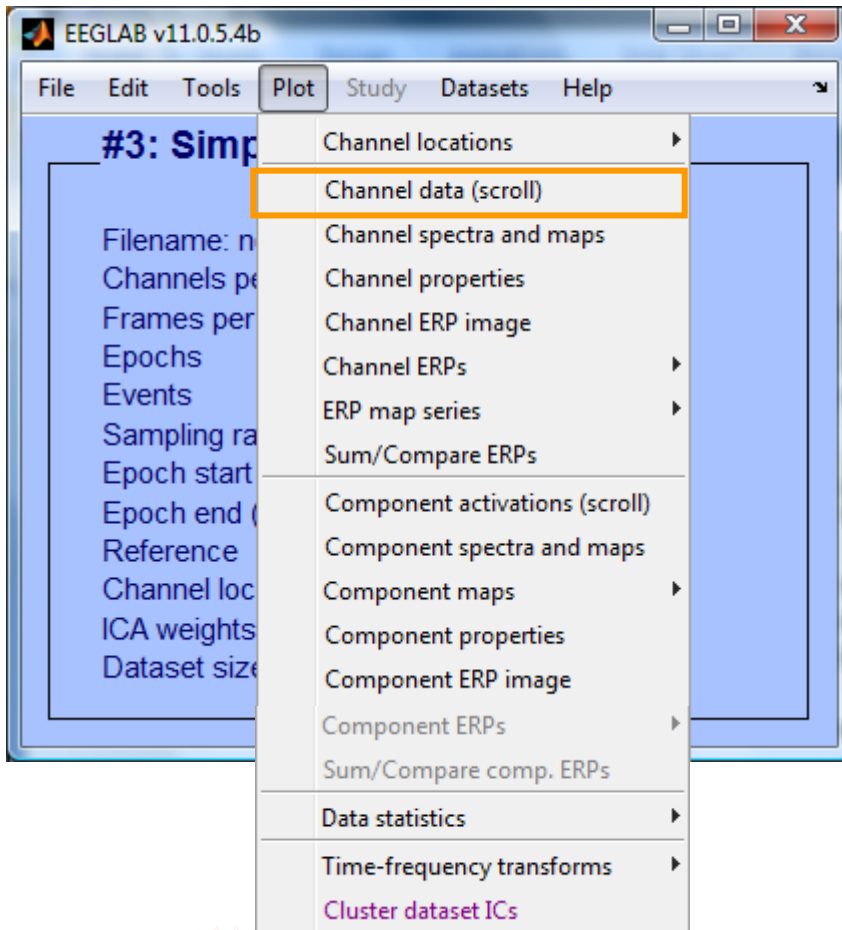 EEGLAB v11.0.5.4b
File Edit Tools Plot Study Datasets Help
#3: Simp
Filename: n
Channels pe
Frames per
Epochs
Events
Sampling ra
Epoch start
Epoch end (
Reference
Channel loc
ICA weights
Dataset size
Channel locations
Channel data (scroll)
Channel spectra and maps
Channel properties
Channel ERP image
Channel ERPs
ERP map series
Sum/Compare ERPs
Component activations (scroll)
Component spectra and maps
Component maps
Component properties
Component ERP image
Component ERPs
Sum/Compare comp. ERPs
Data statistics
Time-frequency transforms
Cluster dataset ICs